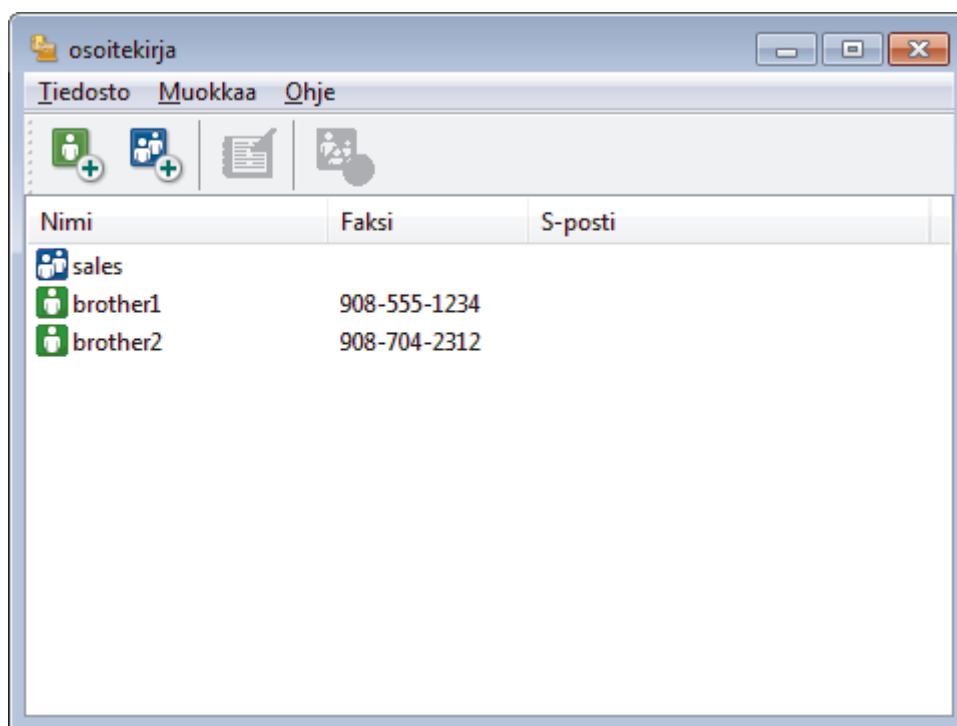 osoitekirja
Tiedosto Muokkaa Ohje
Nimi Faksi S-posti
sales
brother1 908-555-1234
brother2 908-704-2312